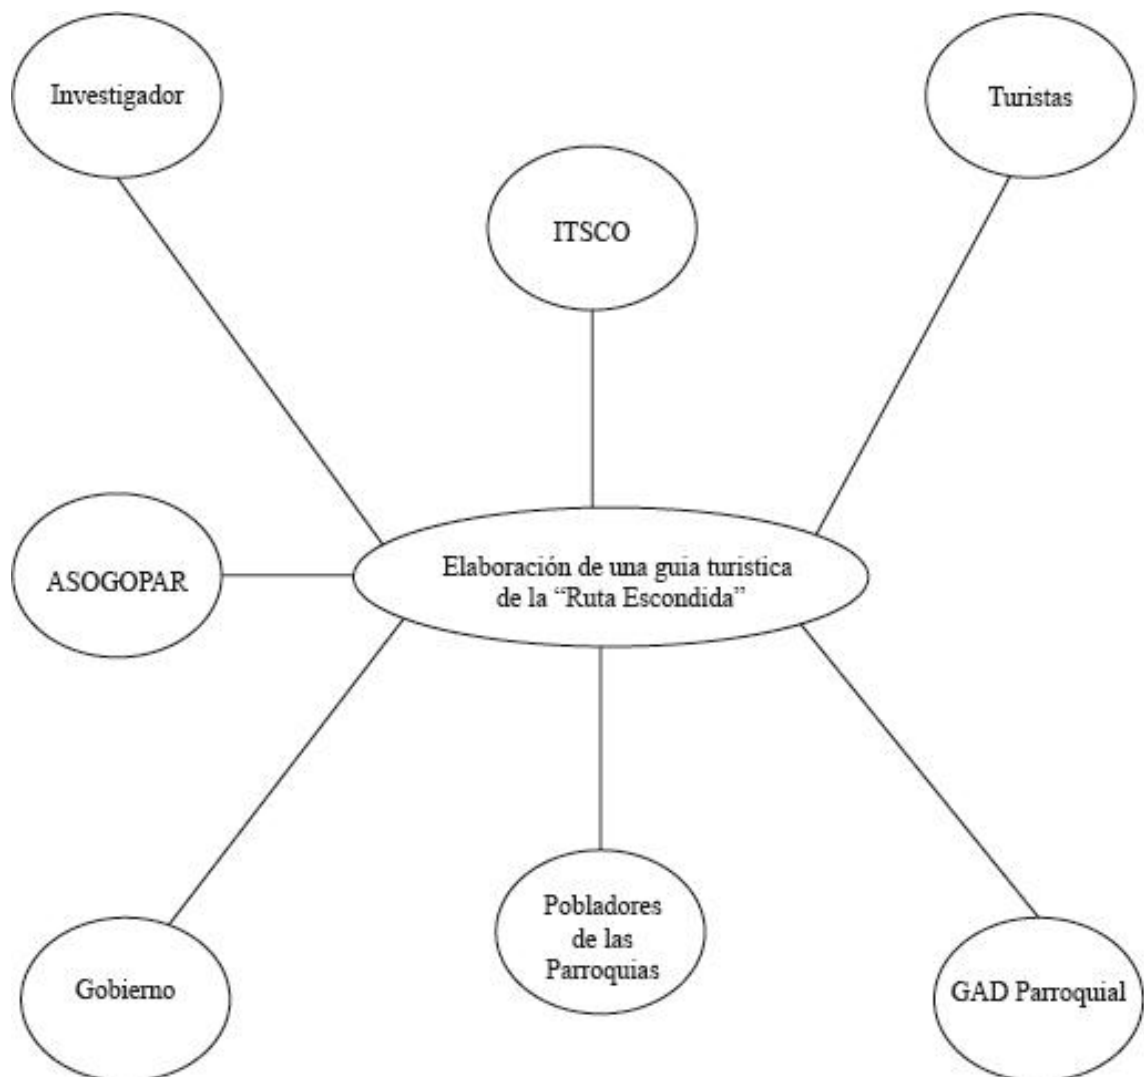 Investigador
Turistas
ITSCO
ASOGOPAR
Elaboración de una guia turistica
de la “Ruta Escondida”
Pobladores
de las
Parroquias
Gobierno
GAD Parroquial